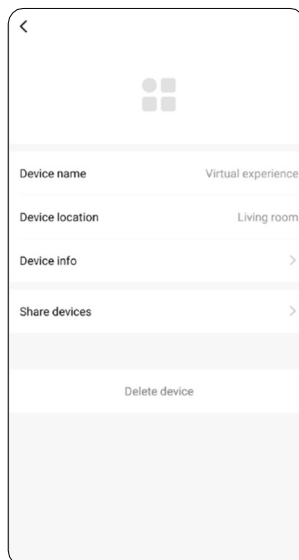 Device name Virtual experience
Device location Living room
Device info
Share devices
Delete device